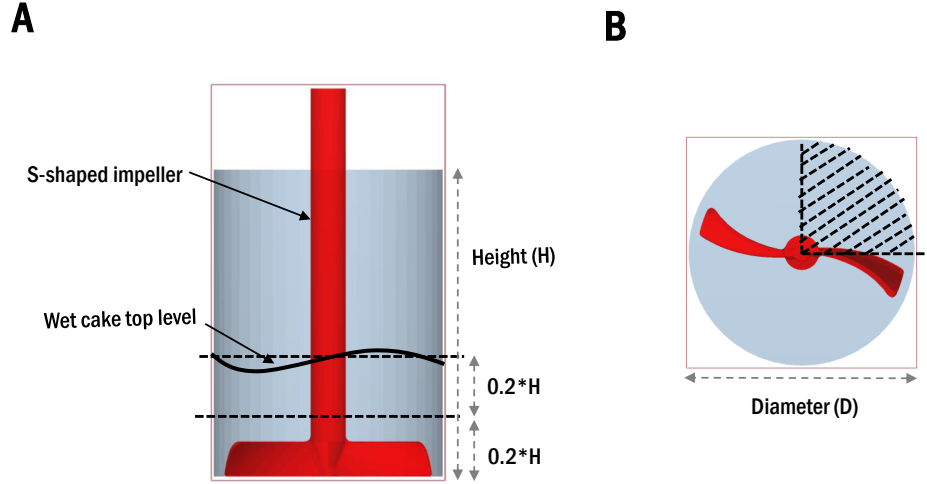 A
B
S-shaped impeller
Height (H)
Wet cake top level
0.2*H
Diameter (D)
0.2*H